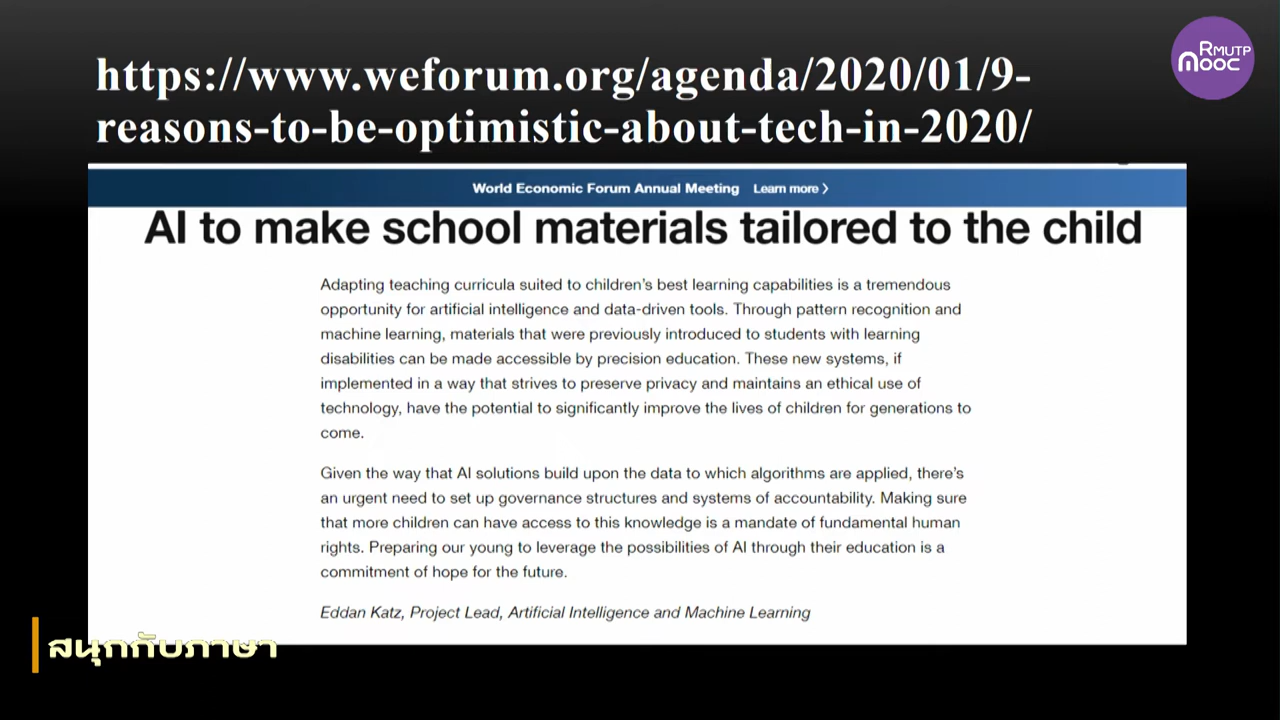 https://www.weforum.org/agenda/2020/01/9-
reasons-to-be-optimistic-about-tech-in-2020/
RMUTP
MOOC
World Economic Forum Annual Meeting Learn more >
AI to make school materials tailored to the child
Adapting teaching curricula suited to children's best learning capabilities is a tremendous
opportunity for artificial intelligence and data-driven tools. Through pattern recognition and
machine learning, materials that were previously introduced to students with learning
disabilities can be made accessible by precision education. These new systems, if
implemented in a way that strives to preserve privacy and maintains an ethical use of
technology, have the potential to significantly improve the lives of children for generations to
come.
Given the way that AI solutions build upon the data to which algorithms are applied, there's
an urgent need to set up governance structures and systems of accountability. Making sure
that more children can have access to this knowledge is a mandate of fundamental human
rights. Preparing our young to leverage the possibilities of AI through their education is a
commitment of hope for the future.
Eddan Katz, Project Lead, Artificial Intelligence and Machine Learning
สนุกกับภาษา